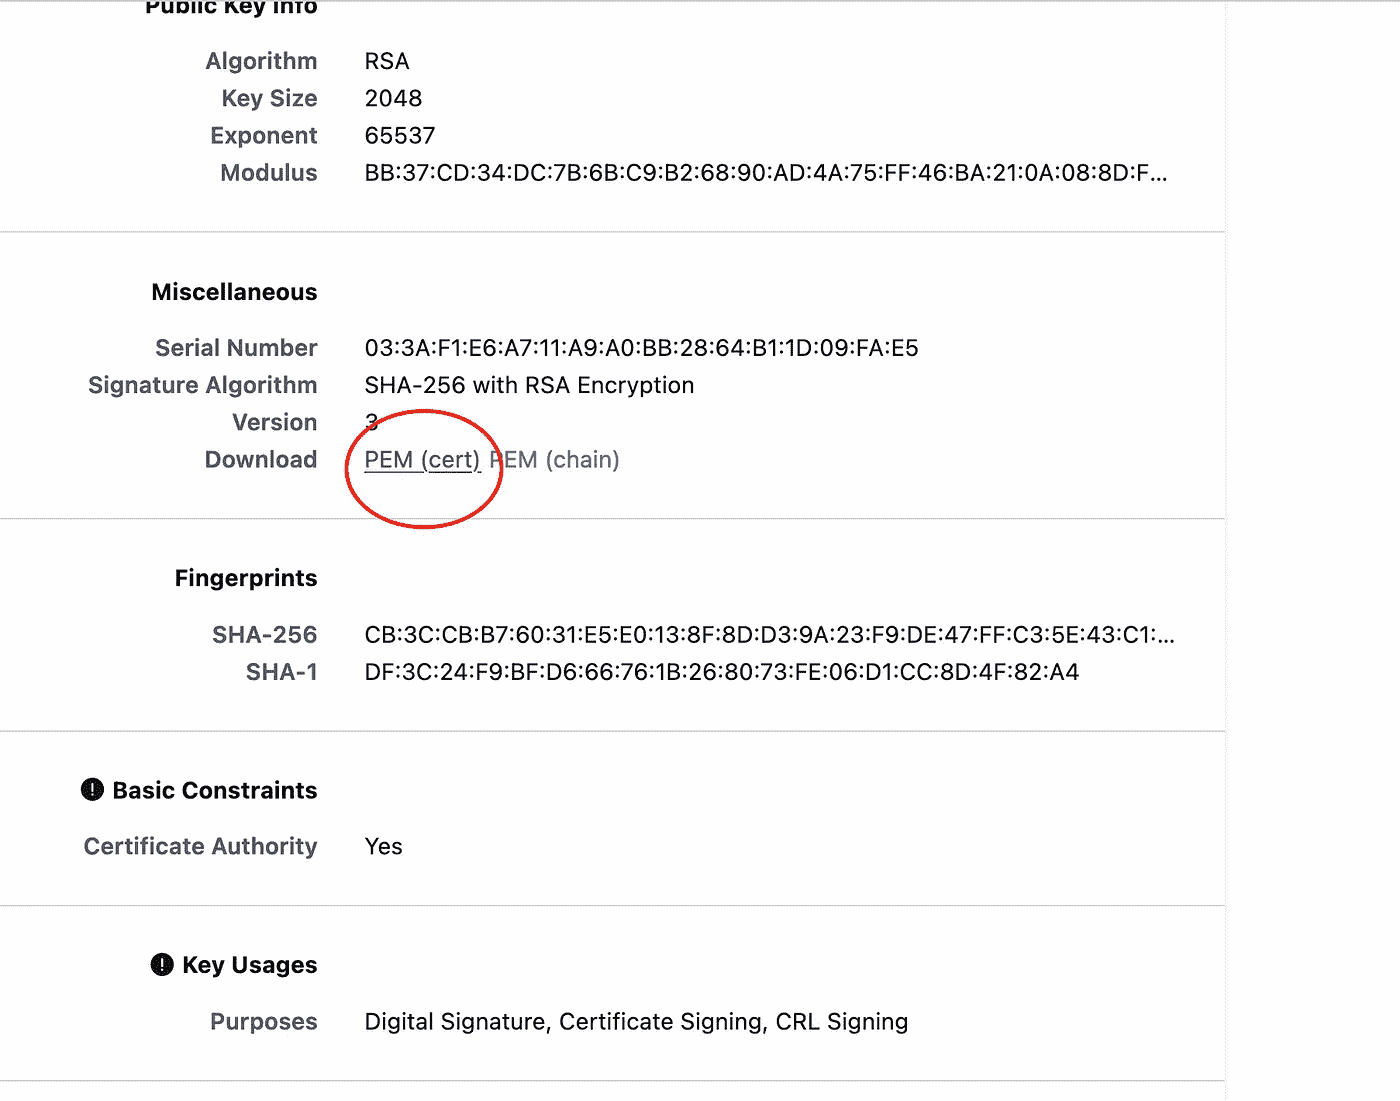 Public Key Info
Algorithm RSA
Key Size 2048
Exponent 65537
Modulus BB:37:CD:34:DC:7B:6B:C9:B2:68:90:AD:4A:75:FF:46:BA:21:0A:08:8D:F...
Miscellaneous
Serial Number 03:3A:F1:E6:A7:11:A9:A0:BB:28:64:B1:1D:09:FA:E5
Signature Algorithm SHA-256 with RSA Encryption
Version 3
Download PEM (cert) PEM (chain)
Fingerprints
SHA-256 CB:3C:CB:B7:60:31:E5:E0:13:8F:8D:D3:9A:23:F9:DE:47:FF:C3:5E:43:C1:...
SHA-1 DF:3C:24:F9:BF:D6:66:76:1B:26:80:73:FE:06:D1:CC:8D:4F:82:A4
Basic Constraints
Certificate Authority Yes
Key Usages
Purposes Digital Signature, Certificate Signing, CRL Signing